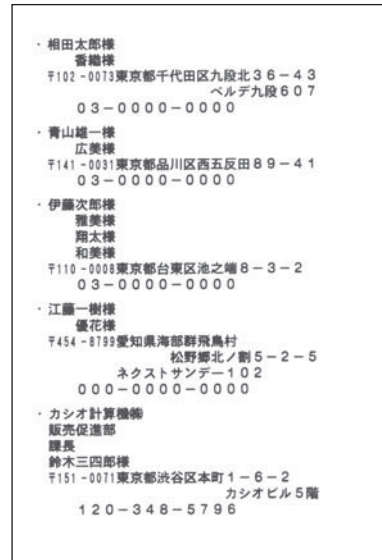 ・相田太郎様
香織様
〒102-0073東京都千代田区九段北36-43
ベルデ九段607
03-0000-0000
・青山雄一様
広美様
〒141-0031東京都品川区西五反田89-41
03-0000-0000
・伊藤次郎様
雅美様
翔太様
和美様
〒110-0008東京都台東区池之端8-3-2
03-0000-0000
・江藤一樹様
優花様
〒454-8799愛知県海部群飛鳥村
松野郷北ノ割5-2-5
ネクストサンデー102
000-0000-0000
・カシオ計算機㈱
販売促進部
課長
鈴木三四郎様
〒151-0071東京都渋谷区本町1-6-2
カシオビル5階
120-348-5796